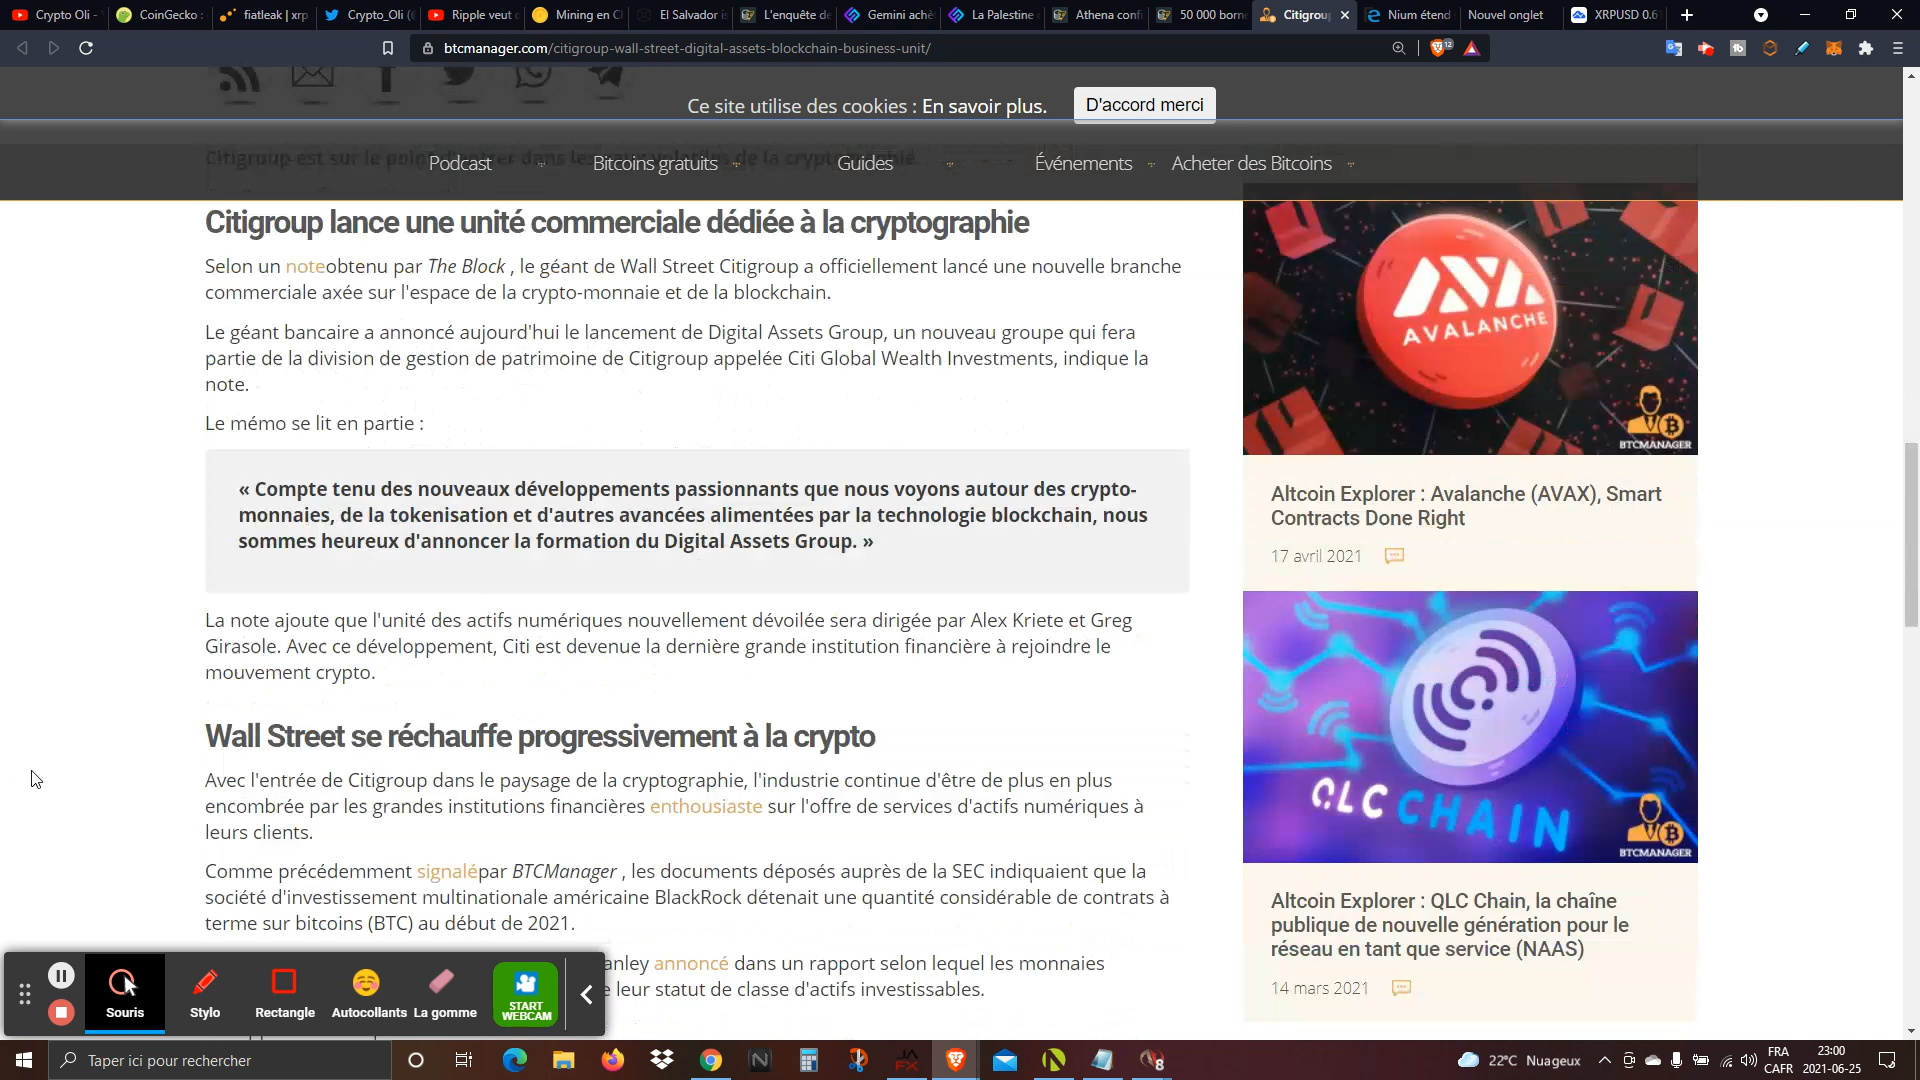 Crypto Oli -
CoinGecko :
fiatleak | xrp
Crypto_Oli (
Ripple veut
Mining en C
El Salvador i
L'enquête d
Gemini ach
La Palestine
Athena conf
50 000 born
Citigroup
Nium étend
Nouvel onglet
XRPUSD 0.6
btcmanager.com/citigroup-wall-street-digital-assets-blockchain-business-unit/
12
Ce site utilise des cookies : En savoir plus.
D'accord merci
Podcast
Bitcoins gratuits
Guides
Événements
Acheter des Bitcoins
Citigroup lance une unité commerciale dédiée à la cryptographie
Selon un noteobtenu par The Block , le géant de Wall Street Citigroup a officiellement lancé une nouvelle branche
commerciale axée sur l'espace de la crypto-monnaie et de la blockchain.
Le géant bancaire a annoncé aujourd'hui le lancement de Digital Assets Group, un nouveau groupe qui fera
partie de la division de gestion de patrimoine de Citigroup appelée Citi Global Wealth Investments, indique la
note.
Le mémo se lit en partie :
« Compte tenu des nouveaux développements passionnants que nous voyons autour des crypto-
monnaies, de la tokenisation et d'autres avancées alimentées par la technologie blockchain, nous
sommes heureux d'annoncer la formation du Digital Assets Group. »
La note ajoute que l'unité des actifs numériques nouvellement dévoilée sera dirigée par Alex Kriete et Greg
Girasole. Avec ce développement, Citi est devenue la dernière grande institution financière à rejoindre le
mouvement crypto.
Wall Street se réchauffe progressivement à la crypto
Avec l'entrée de Citigroup dans le paysage de la cryptographie, l'industrie continue d'être de plus en plus
encombrée par les grandes institutions financières enthousiaste sur l'offre de services d'actifs numériques à
leurs clients.
Comme précédemment signalépar BTCManager , les documents déposés auprès de la SEC indiquaient que la
société d'investissement multinationale américaine BlackRock détenait une quantité considérable de contrats à
terme sur bitcoins (BTC) au début de 2021.
anley annoncé dans un rapport selon lequel les monnaies
e leur statut de classe d'actifs investissables.
AVALANCHE
BTCMANAGER
Altcoin Explorer : Avalanche (AVAX), Smart
Contracts Done Right
17 avril 2021
QLC CHAIN
BTCMANAGER
Altcoin Explorer : QLC Chain, la chaîne
publique de nouvelle génération pour le
réseau en tant que service (NAAS)
14 mars 2021
Souris
Stylo
Rectangle
Autocollants
La gomme
START
WEBCAM
Taper ici pour rechercher
22°C Nuageux
FRA
CAFR
23:00
2021-06-25